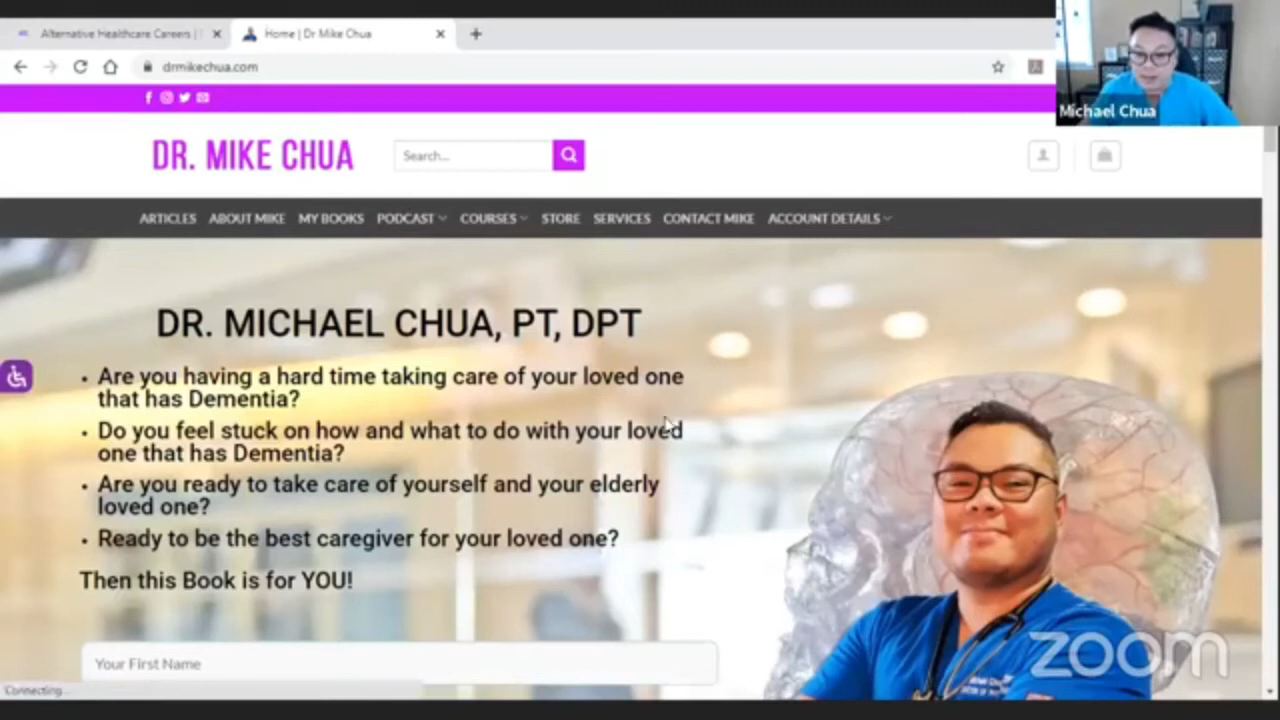 Alternative Healthcare Careers |
Home | Dr Mike Chua
drmikechua.com
Michael Chua
DR. MIKE CHUA
Search...
ARTICLES ABOUT MIKE MY BOOKS PODCAST COURSES STORE SERVICES CONTACT MIKE ACCOUNT DETAILS
DR. MICHAEL CHUA, PT, DPT
• Are you having a hard time taking care of your loved one
that has Dementia?
• Do you feel stuck on how and what to do with your loved
one that has Dementia?
• Are you ready to take care of yourself and your elderly
loved one?
• Ready to be the best caregiver for your loved one?
Then this Book is for YOU!
Your First Name
zoom
Connecting...